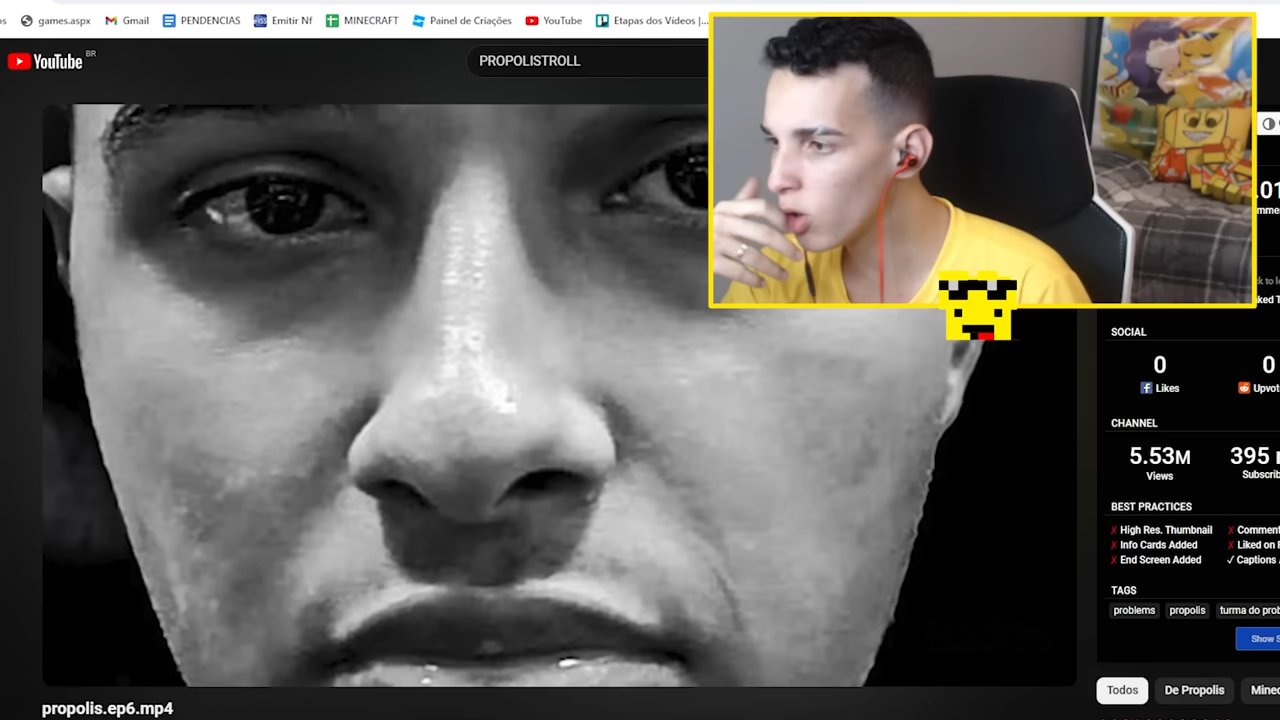 games.aspx Gmail PENDENCIAS Emitir Nf MINECRAFT Painel de Criações YouTube Etapas dos Vídeos |...
YouTube BR
PROPOLISTROLL
SOCIAL
0 0
Likes Upvot
CHANNEL
5.53M 395
Views Subscrib
BEST PRACTICES
High Res. Thumbnail Comment
Info Cards Added Liked on
End Screen Added Captions
TAGS
problems propolis turma do prob
Show S
Todos De Propolis Minec
propolis.ep6.mp4